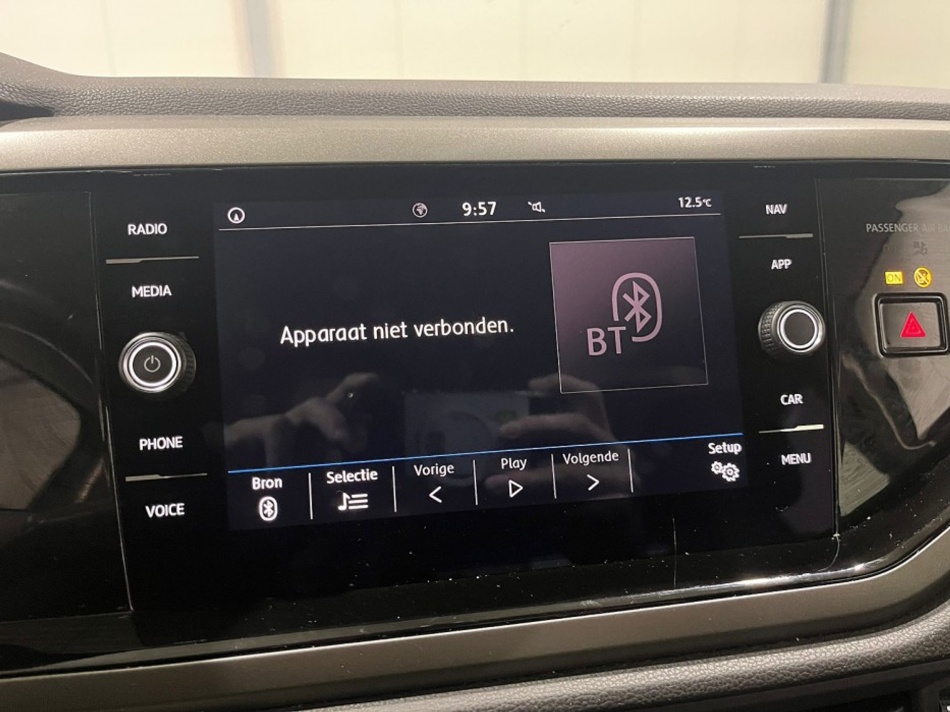 9:57
12.5°C
RADIO
MEDIA
PHONE
VOICE
Apparaat niet verbonden.
BT
Bron
Selectie
Vorige
Play
Volgende
Setup
NAV
APP
CAR
MENU
PASSENGER AIR
ON